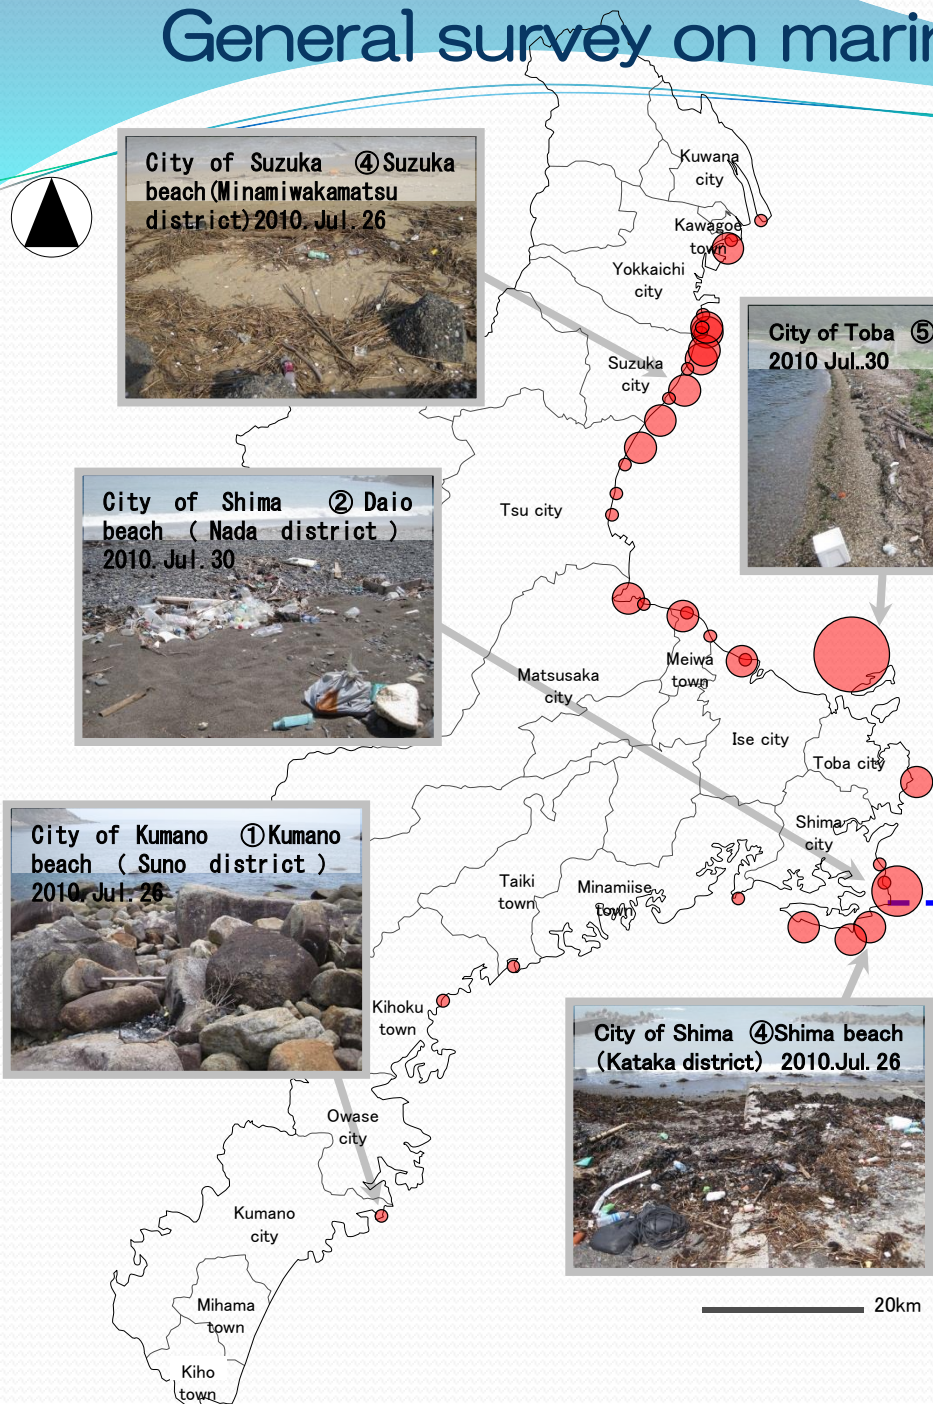 General survey on marin
City of Suzuka ④Suzuka
beach(Minamiwakamatsu
district)2010.Jul.26
Kuwana
city
Kawagoe
town
Yokkaichi
city
City of Toba ⑤
2010 Jul..30
Suzuka
city
City of Shima ② Daio
beach ( Nada district )
2010.Jul.30
Tsu city
Matsusaka
city
Meiwa
town
Ise city
Toba city
City of Kumano ①Kumano
beach ( Suno district )
2010.Jul.26
Shima
city
Taiki
town
Minamiise
town
Kihoku
town
City of Shima ④Shima beach
(Kataka district) 2010.Jul. 26
Owase
city
Kumano
city
Mihama
town
20km
Kiho
town